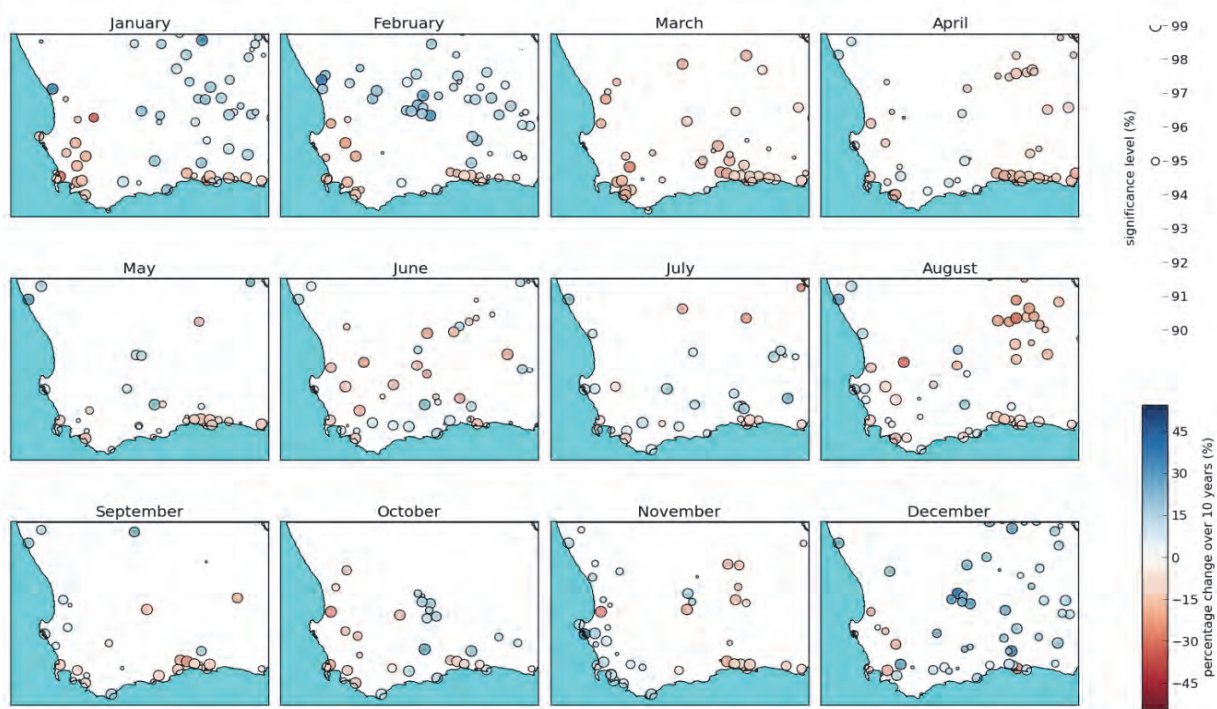 January
February
March
April
May
June
July
August
September
October
November
December
significance level (%)
99
98
97
96
95
94
93
92
91
90
percentage change over 10 years (%)
45
30
15
0
−15
−30
−45